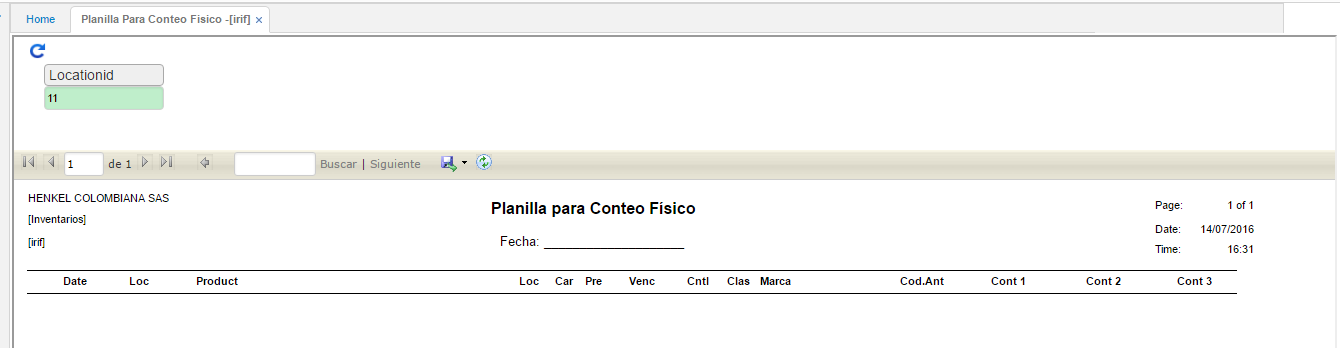 Home
Planilla Para Conteo Fisico -[irif] ×
Locationid
11
1 de 1 Buscar | Siguiente
HENKEL COLOMBIANA SAS
[Inventarios]
[irif]
Planilla para Conteo Físico
Fecha: ____________________
Page: 1 of 1
Date: 14/07/2016
Time: 16:31
Date Loc Product Loc Car Pre Venc Cntl Clas Marca Cod.Ant Cont 1 Cont 2 Cont 3